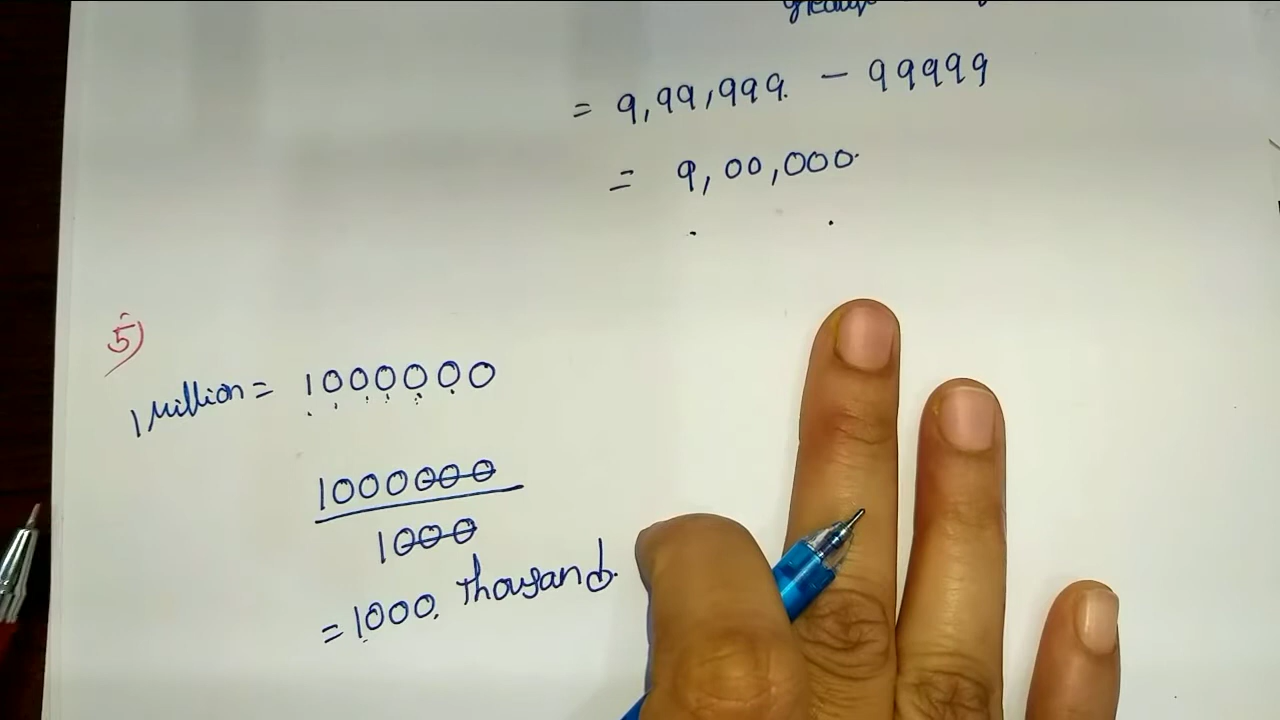 = 9,99,999. - 99999
= 9,00,000.
5)
1 Million = 1000000
1000000
1000
= 1000. Thousand.